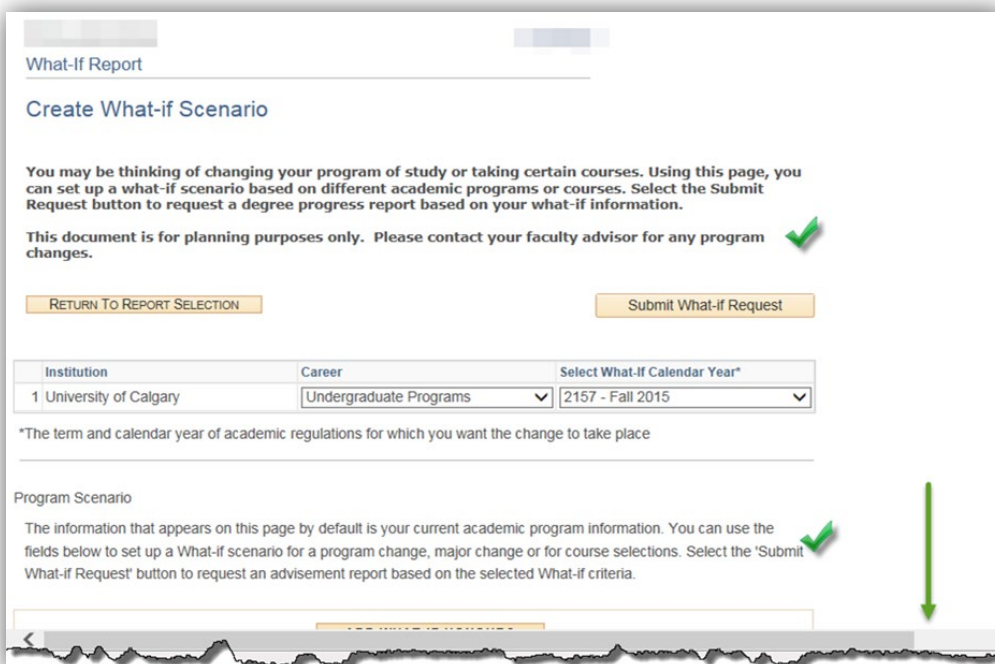 What-If Report
Create What-if Scenario
You may be thinking of changing your program of study or taking certain courses. Using this page, you
can set up a what-if scenario based on different academic programs or courses. Select the Submit
Request button to request a degree progress report based on your what-if information.
This document is for planning purposes only. Please contact your faculty advisor for any program
changes.
RETURN TO REPORT SELECTION
Submit What-if Request
Institution Career Select What-If Calendar Year*
1 University of Calgary Undergraduate Programs 2157 - Fall 2015
*The term and calendar year of academic regulations for which you want the change to take place
Program Scenario
The information that appears on this page by default is your current academic program information. You can use the
fields below to set up a What-if scenario for a program change, major change or for course selections. Select the 'Submit
What-if Request' button to request an advisement report based on the selected What-if criteria.